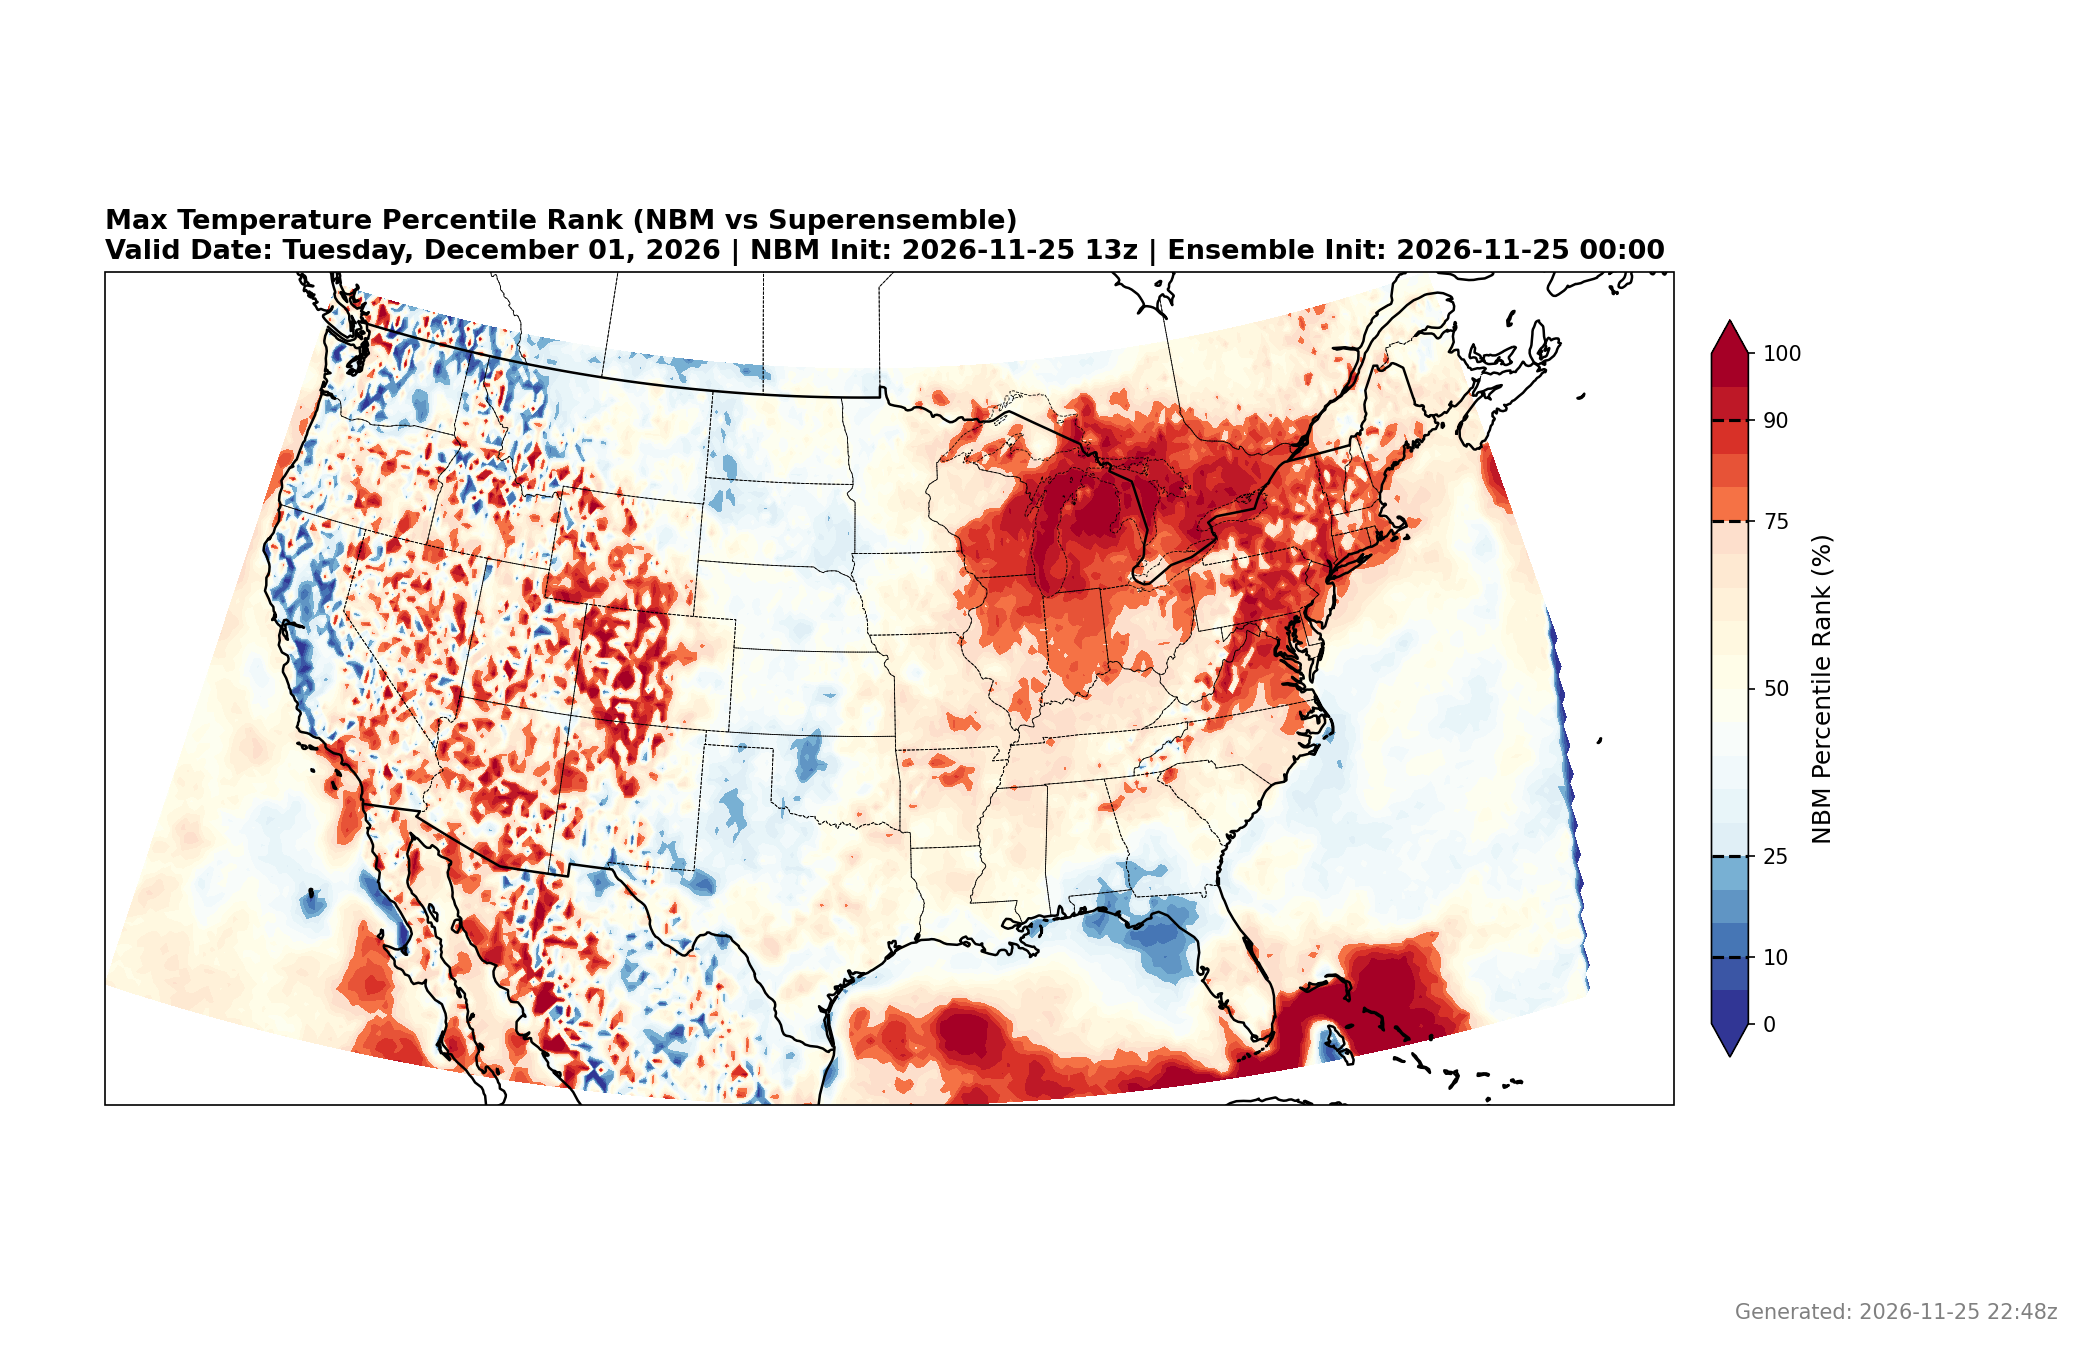 Max Temperature Percentile Rank (NBM vs Superensemble)
Valid Date: Tuesday, December 01, 2026 | NBM Init: 2026-11-25 13z | Ensemble Init: 2026-11-25 00:00
100
90
75
50
25
10
0
NBM Percentile Rank (%)
Generated: 2026-11-25 22:48z